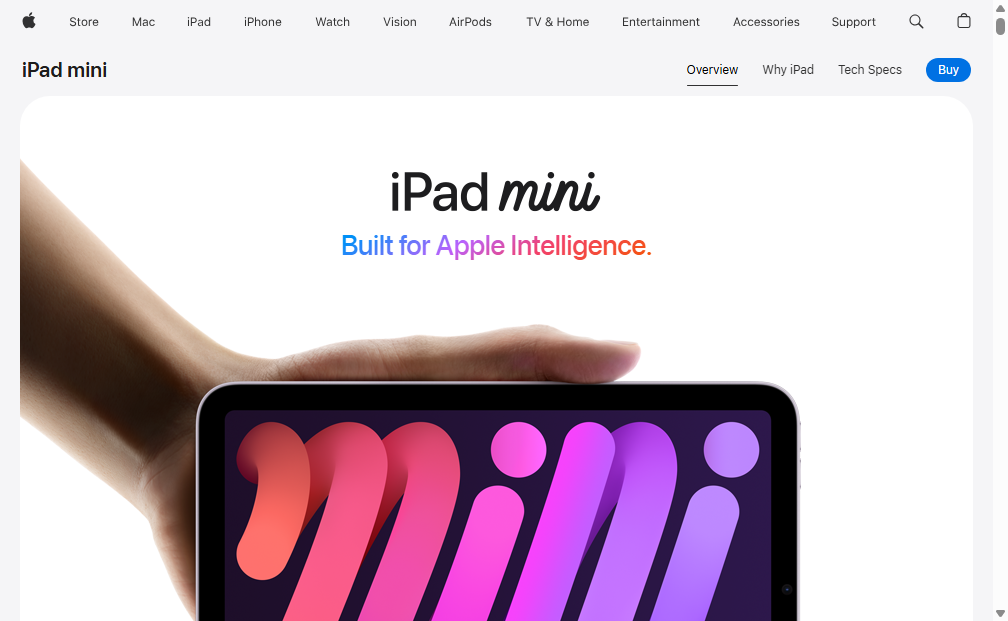 Store Mac iPad iPhone Watch Vision AirPods TV & Home Entertainment Accessories Support
iPad mini Overview Why iPad Tech Specs Buy
iPad mini
Built for Apple Intelligence.